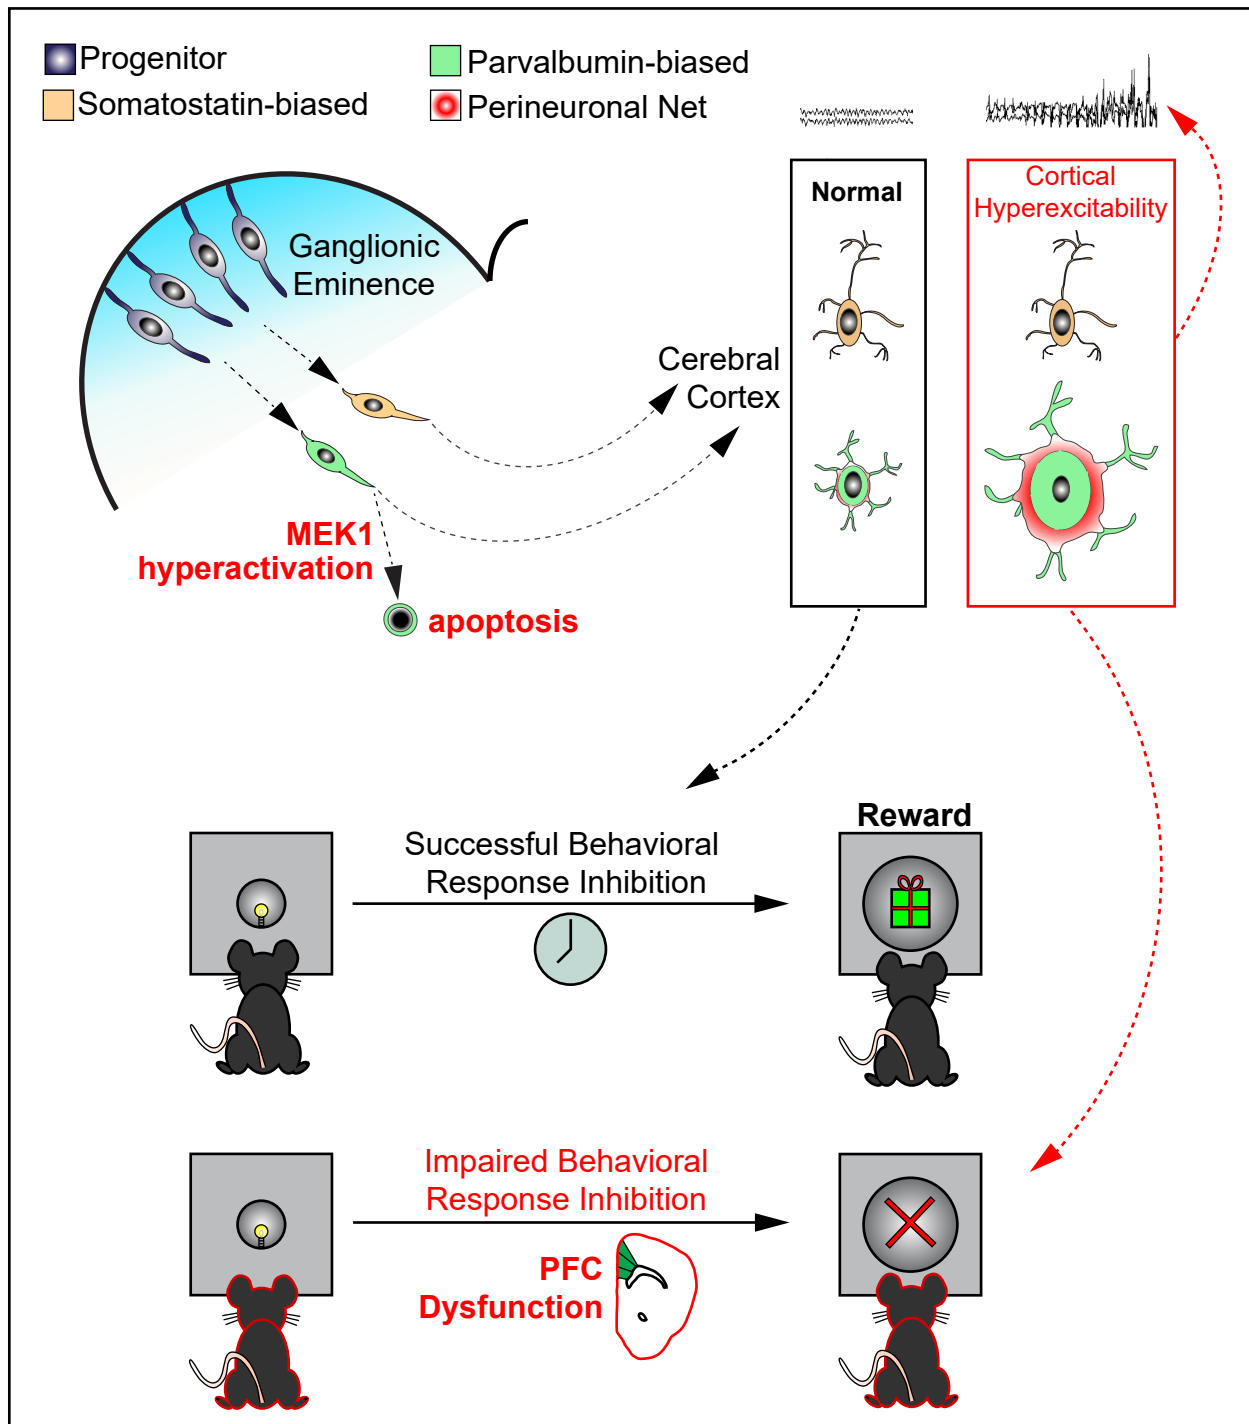 Progenitor
Parvalbumin-biased
Somatostatin-biased
Perineuronal Net
Normal
Cortical
Hyperexcitability
Ganglionic
Eminence
Cerebral
Cortex
MEK1
hyperactivation
apoptosis
Successful Behavioral
Response Inhibition
Reward
Impaired Behavioral
Response Inhibition
PFC
Dysfunction